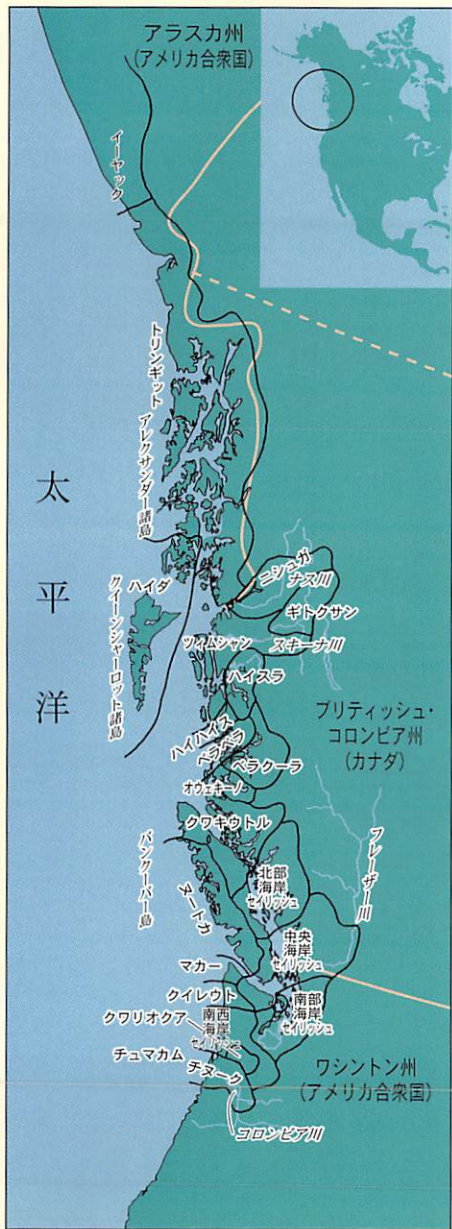 アラスカ州
(アメリカ合衆国)
イーヤック
トリンギット
アレクサンダー諸島
太平洋
ハイダ
クイーンシャーロット諸島
ニシュガ
ナス川
ギトクサン
ツィムシャン
スキーナ川
ハイスラ
ブリティッシュ・
コロンビア州
(カナダ)
ハイハイス
ベラベラ
ベラクーラ
オウェキーノ
クワキウトル
バンクーバー島
ヌートカ
フレーザー川
北部
海岸
セイリッシュ
中央
海岸
セイリッシュ
マカー
クイレウト
南部
海岸
セイリッシュ
クワリオクア
南西
海岸
セイリッシュ
チュマカム
チヌーク
ワシントン州
(アメリカ合衆国)
コロンビア川